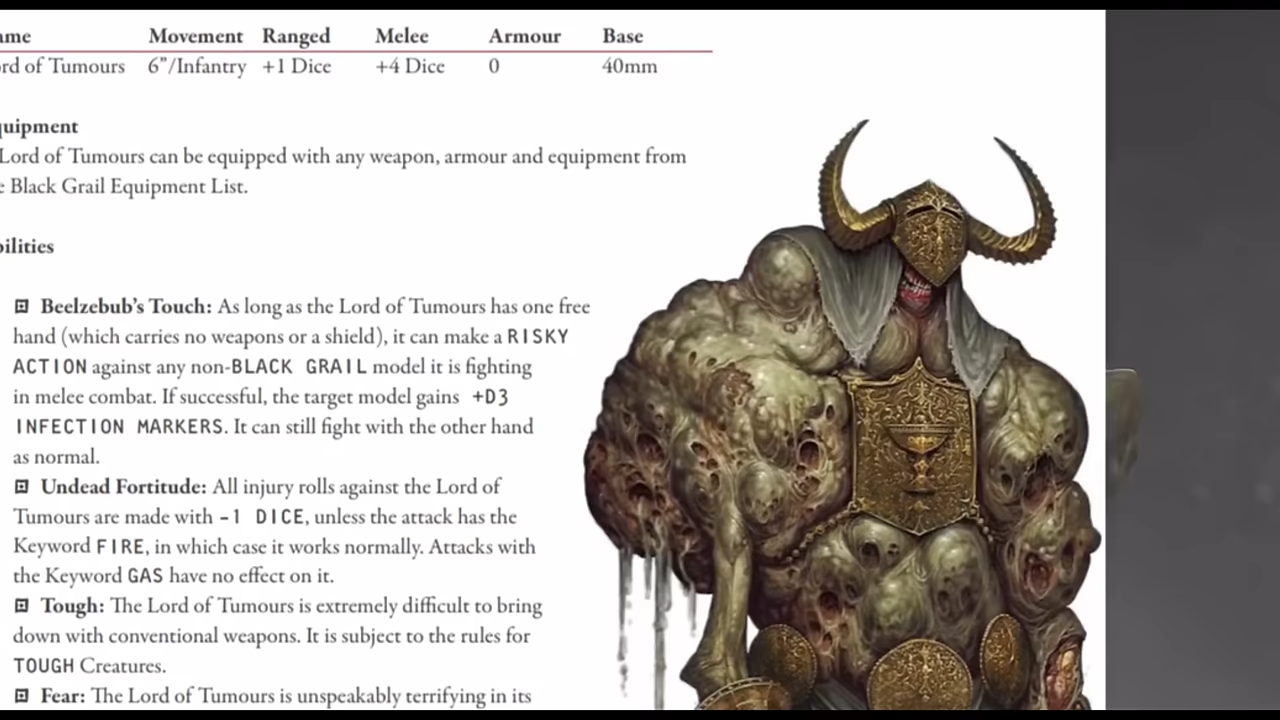 ame Movement Ranged Melee Armour Base
rd of Tumours 6”/Infantry +1 Dice +4 Dice 0 40mm
quipment
Lord of Tumours can be equipped with any weapon, armour and equipment from
e Black Grail Equipment List.
bilities
Beelzebub’s Touch: As long as the Lord of Tumours has one free
hand (which carries no weapons or a shield), it can make a RISKY
ACTION against any non-BLACK GRAIL model it is fighting
in melee combat. If successful, the target model gains +D3
INFECTION MARKERS. It can still fight with the other hand
as normal.
Undead Fortitude: All injury rolls against the Lord of
Tumours are made with -1 DICE, unless the attack has the
Keyword FIRE, in which case it works normally. Attacks with
the Keyword GAS have no effect on it.
Tough: The Lord of Tumours is extremely difficult to bring
down with conventional weapons. It is subject to the rules for
TOUGH Creatures.
Fear: The Lord of Tumours is unspeakably terrifying in its